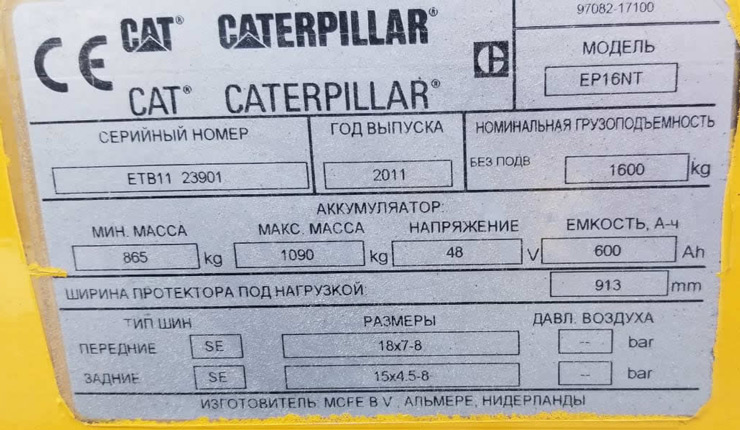 97082-17100
CE CAT® CATERPILLAR®
CAT® CATERPILLAR®
МОДЕЛЬ
EP16NT
СЕРИЙНЫЙ НОМЕР ГОД ВЫПУСКА НОМИНАЛЬНАЯ ГРУЗОПОДЪЕМНОСТЬ
ETB11 23901 2011 БЕЗ ПОДВ 1600 kg
АККУМУЛЯТОР:
МИН. МАССА МАКС. МАССА НАПРЯЖЕНИЕ ЕМКОСТЬ, А-ч
865 kg 1090 kg 48 V 600 Ah
ШИРИНА ПРОТЕКТОРА ПОД НАГРУЗКОЙ 913 mm
ТИП ШИН РАЗМЕРЫ ДАВЛ. ВОЗДУХА
ПЕРЕДНИЕ SE 18x7-8 -- bar
ЗАДНИЕ SE 15x4.5-8 -- bar
ИЗГОТОВИТЕЛЬ: MCFE B.V., АЛЬМЕРЕ, НИДЕРЛАНДЫ